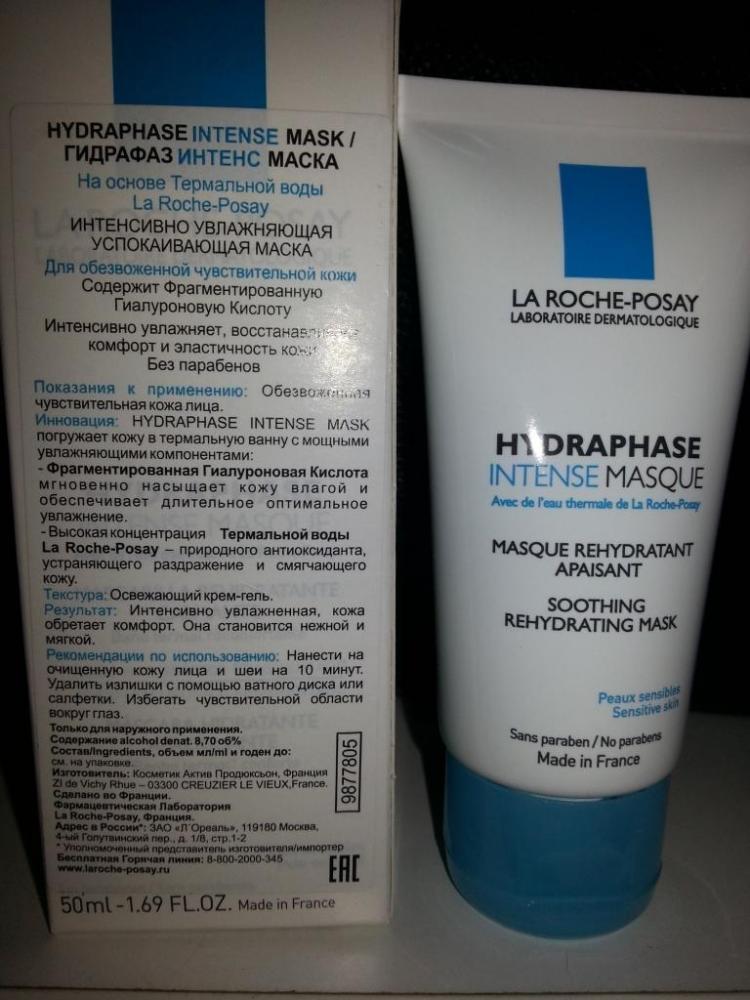 HYDRAPHASE INTENSE MASK /
ГИДРАФАЗ ИНТЕНС МАСКА
На основе Термальной воды
La Roche-Posay
ИНТЕНСИВНО УВЛАЖНЯЮЩАЯ
УСПОКАИВАЮЩАЯ МАСКА
Для обезвоженной чувствительной кожи
Содержит Фрагментированную
Гиалуроновую Кислоту
Интенсивно увлажняет,
комфорт и эластичность кожи
Без парабенов
Показания к применению: Обезвоженная
чувствительная кожа лица.
Инновация: HYDRAPHASE INTENSE MASK
погружает кожу в термальную ванну с мощными
увлажняющими компонентами:
- Фрагментированная Гиалуроновая Кислота
мгновенно насыщает кожу влагой и
обеспечивает длительное оптимальное
увлажнение.
- Высокая концентрация Термальной воды
La Roche-Posay – природного антиоксиданта,
устраняющего раздражение и смягчающего
кожу.
Текстура: Освежающий крем-гель.
Результат: Интенсивно увлажненная, кожа
обретает комфорт. Она становится нежной и
мягкой.
Рекомендации по использованию: Нанести на
очищенную кожу лица и шеи на 10 минут.
Удалить излишки с помощью ватного диска или
салфетки. Избегать чувствительной области
вокруг глаз.
Только для наружного применения.
Содержание alcohol denat. 8,70 об%
Состав/Ingredients, объем мл/ml и годен до:
см. на упаковке.
Изготовитель: Косметик Актив Продюксьон, Франция
ZI de Vichy Rhue – 03300 CREUZIER LE VIEUX, France.
Сделано во Франции.
Фармацевтическая Лаборатория
La Roche-Posay, Франция.
Адрес в России*: ЗАО «Л'Ореаль», 119180 Москва,
4-ый Голутвинский пер., д. 1/8, стр.1-2
* Уполномоченный представитель изготовителя/импортер
Бесплатная Горячая линия: 8-800-2000-345
www.laroche-posay.ru
9877805
EAC
50 ml - 1.69 FL.OZ. Made in France
LA ROCHE-POSAY
LABORATOIRE DERMATOLOGIQUE
HYDRAPHASE
INTENSE MASQUE
Avec de l'eau thermale de La Roche-Posay
MASQUE REHYDRATANT
APAISANT
SOOTHING
REHYDRATING MASK
Peaux sensibles
Sensitive skin
Sans paraben / No parabens
Made in France